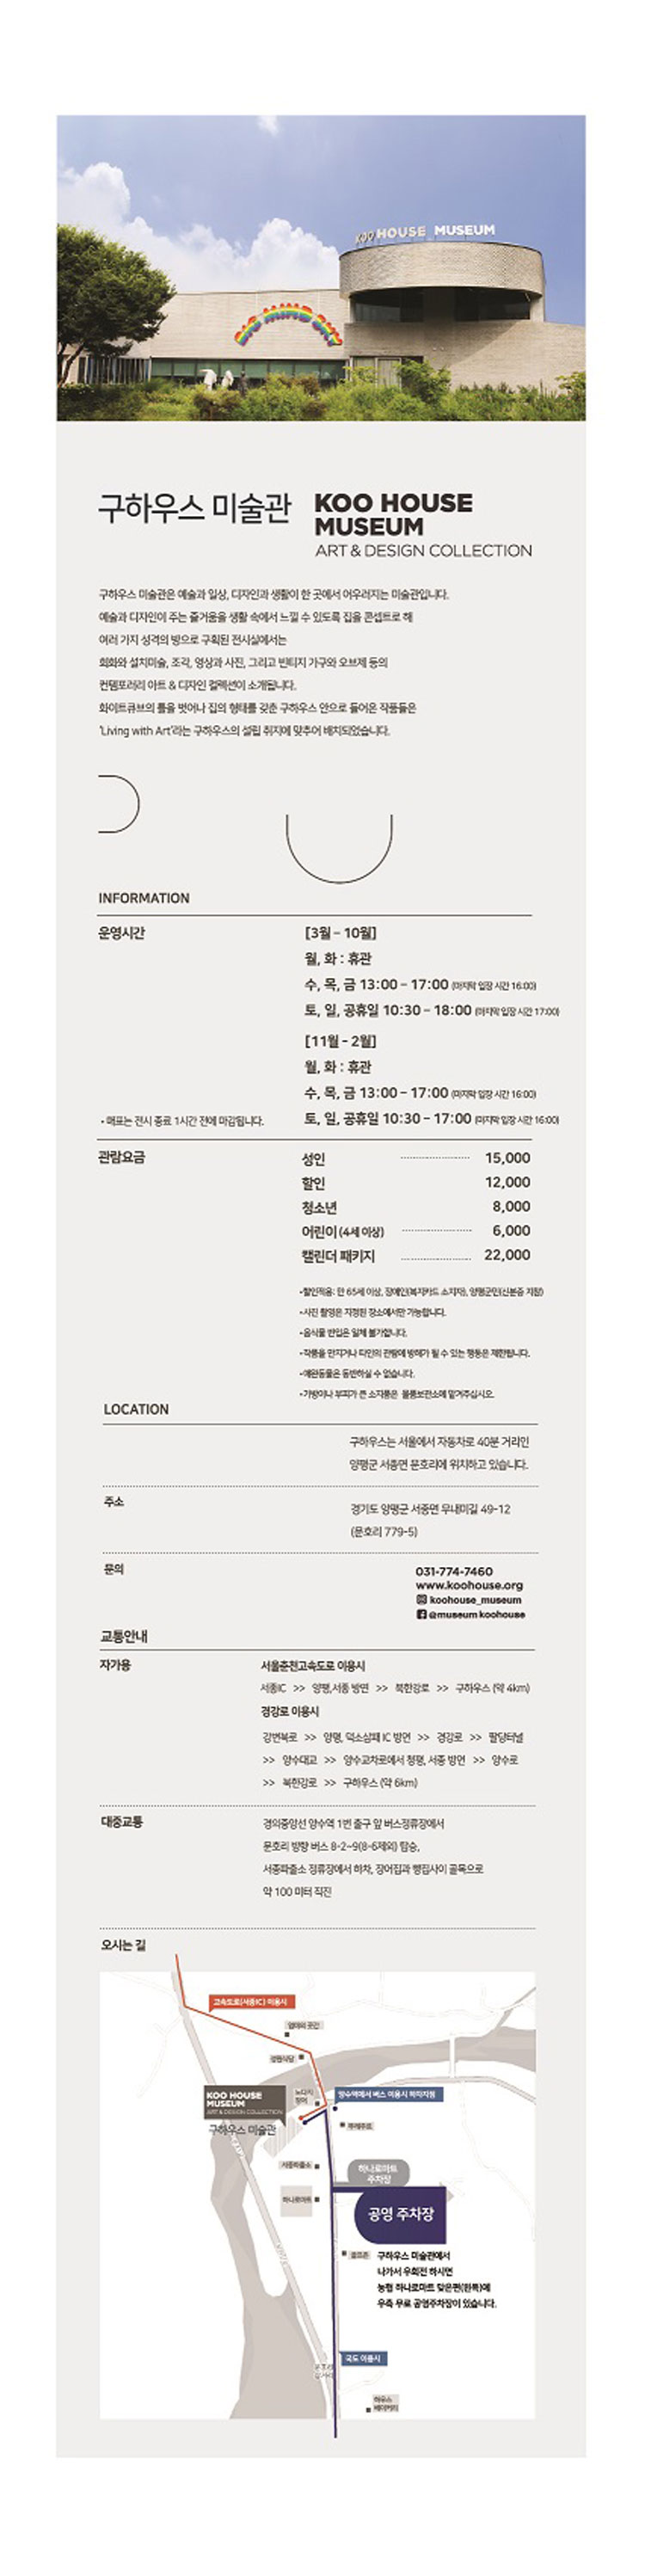 KOO HOUSE MUSEUM
구하우스 미술관
KOO HOUSE
MUSEUM
ART & DESIGN COLLECTION
구하우스 미술관은 예술과 일상, 디자인과 생활이 한 곳에서 어우러지는 미술관입니다.
예술과 디자인이 주는 즐거움을 생활 속에서 느낄 수 있도록 집을 콘셉트로 해
여러 가지 성격의 방으로 구획된 전시실에서는
회화와 설치미술, 조각, 영상과 사진, 그리고 빈티지 가구와 오브제 등의
컨템포러리 아트 & 디자인 컬렉션이 소개됩니다.
화이트큐브의 틀을 벗어나 집의 형태를 갖춘 구하우스 안으로 들어온 작품들은
'Living with Art'라는 구하우스의 설립 취지에 맞추어 배치되었습니다.
INFORMATION
운영시간
[3월 – 10월]
월, 화 : 휴관
수, 목, 금 13:00 – 17:00 (마지막 입장 시간 16:00)
토, 일, 공휴일 10:30 – 18:00 (마지막 입장 시간 17:00)
[11월 - 2월]
월, 화 : 휴관
수, 목, 금 13:00 – 17:00 (마지막 입장 시간 16:00)
• 매표는 전시 종료 1시간 전에 마감됩니다.
토, 일, 공휴일 10:30 – 17:00 (마지막 입장 시간 16:00)
관람요금
성인 15,000
할인 12,000
청소년 8,000
어린이 (4세 이상) 6,000
캘린더 패키지 22,000
•할인적용: 만 65세 이상, 장애인(복지카드 소지자), 양평군민(신분증 지참)
•사진 촬영은 지정된 장소에서만 가능합니다.
•음식물 반입은 일체 불가합니다.
•작품을 만지거나 타인의 관람에 방해가 될 수 있는 행동은 제한됩니다.
•애완동물은 동반하실 수 없습니다.
•가방이나 부피가 큰 소지품은 물품보관소에 맡겨주십시오.
LOCATION
구하우스는 서울에서 자동차로 40분 거리인
양평군 서종면 문호리에 위치하고 있습니다.
주소
경기도 양평군 서종면 무내미길 49-12
(문호리 779-5)
문의
031-774-7460
www.koohouse.org
koohouse_museum
@museum koohouse
교통안내
자가용
서울춘천고속도로 이용시
서종IC >> 양평,서종 방면 >> 북한강로 >> 구하우스 (약 4km)
경강로 이용시
강변북로 >> 양평, 덕소삼패 IC 방면 >> 경강로 >> 팔당터널
>> 양수대교 >> 양수교차로에서 청평, 서종 방면 >> 양수로
>> 북한강로 >> 구하우스 (약 6km)
대중교통
경의중앙선 양수역 1번 출구 앞 버스정류장에서
문호리 방향 버스 8-2~9(8-6제외) 탑승,
서종파출소 정류장에서 하차, 장어집과 빵집사이 골목으로
약 100 미터 직진
오시는 길
고속도로(서종IC) 이용시
엄마의 곳간
정원식당
노다지
장어
양수역에서 버스 이용시 하차지점
KOO HOUSE
MUSEUM
ART & DESIGN COLLECTION
구하우스 미술관
서종파출소
하나로마트
주차장
하나로마트
공영 주차장
구하우스 미술관에서
나가서 우회전 하시면
농협 하나로마트 맞은편(왼쪽)에
우측 무료 공영주차장이 있습니다.
국도 이용시
하우스
베이커리